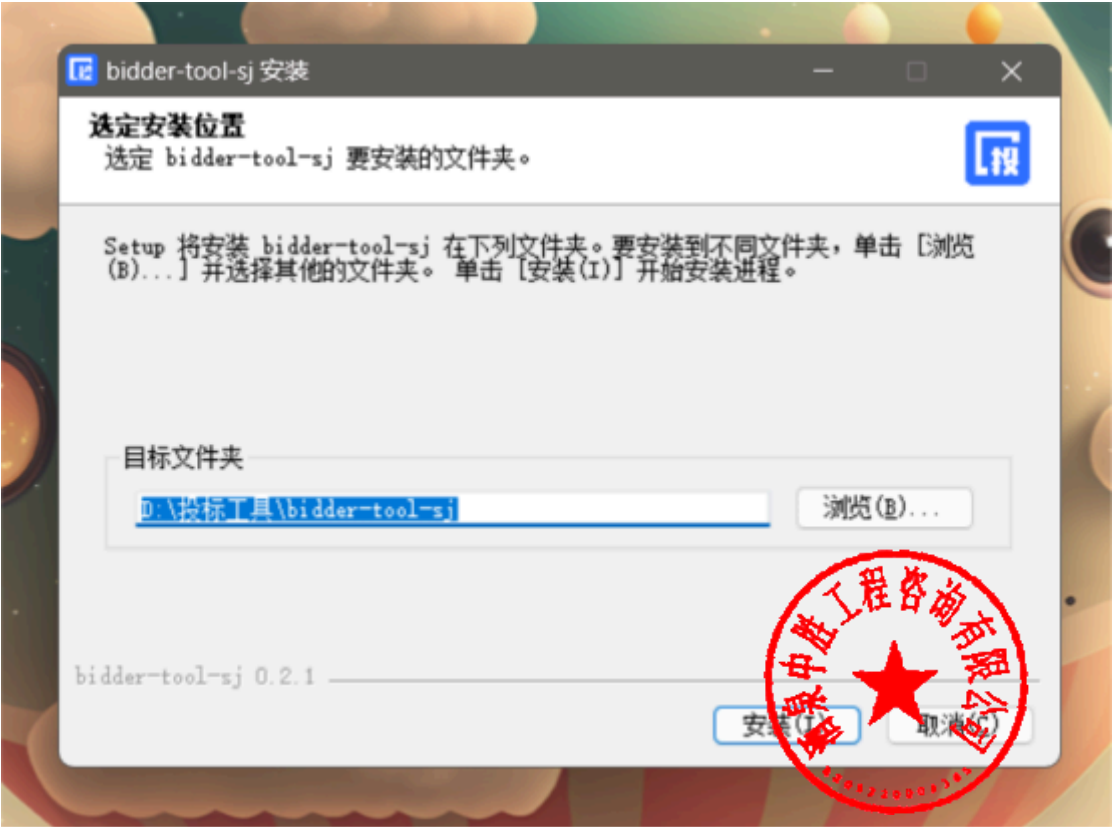 bidder-tool-sj 安装
选定安装位置
选定 bidder-tool-sj 要安装的文件夹。
投
Setup 将安装 bidder-tool-sj 在下列文件夹。要安装到不同文件夹，单击 [浏览
(B)...] 并选择其他的文件夹。 单击 [安装(I)] 开始安装进程。
目标文件夹
D:\投标工具\bidder-tool-sj
浏览(B)...
bidder-tool-sj 0.2.1
安装(I)
取消(C)
泉中胜工程咨询有限公司